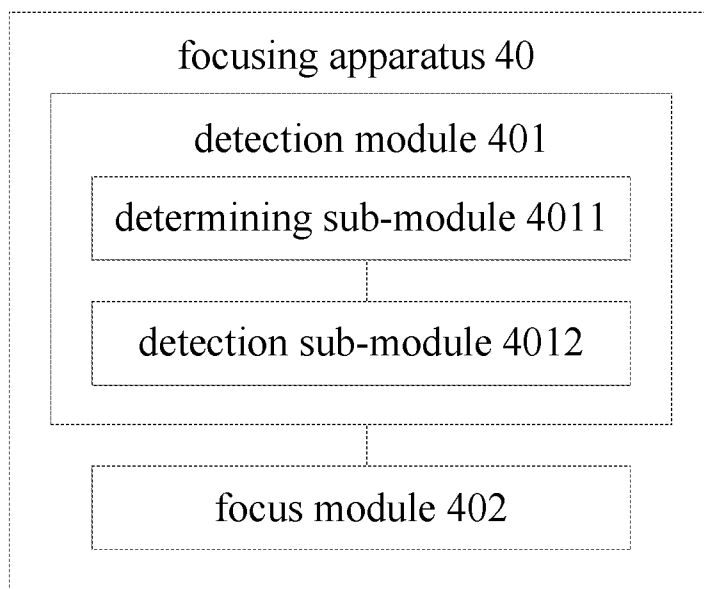 focusing apparatus 40
detection module 401
determining sub-module 4011
detection sub-module 4012
focus module 402